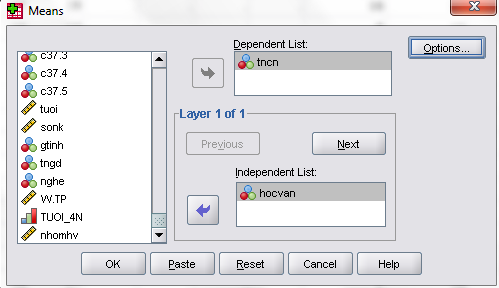 Means
c37.3
c37.4
c37.5
tuoi
sonk
gtinh
tngd
nghe
VV.TP
TUOI_4N
nhomhv
Dependent List:
tncn
Options...
Layer 1 of 1
Previous
Next
Independent List:
hocvan
OK
Paste
Reset
Cancel
Help